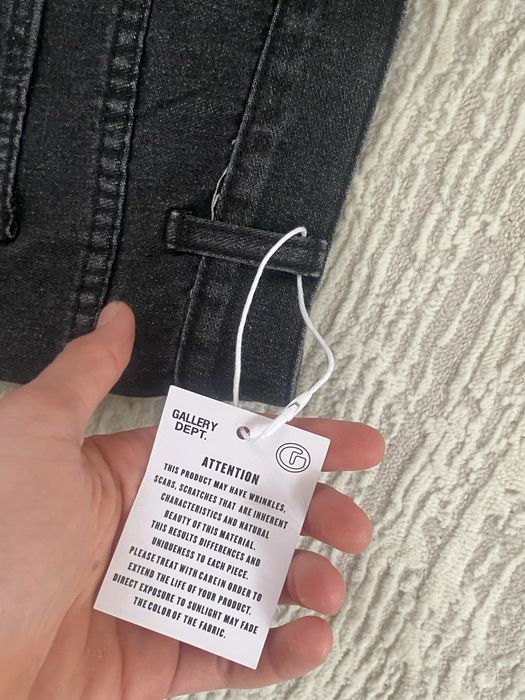 GALLERY
DEPT.
G
ATTENTION
THIS PRODUCT MAY HAVE WRINKLES,
SCARS, SCRATCHES THAT ARE INHERENT
CHARACTERISTICS AND NATURAL
BEAUTY OF THIS MATERIAL.
THIS RESULTS DIFFERENCES AND
UNIQUENESS TO EACH PIECE.
PLEASE TREAT WITH CAREIN ORDER TO
EXTEND THE LIFE OF YOUR PRODUCT.
DIRECT EXPOSURE TO SUNLIGHT MAY FADE
THE COLOR OF THE FABRIC.